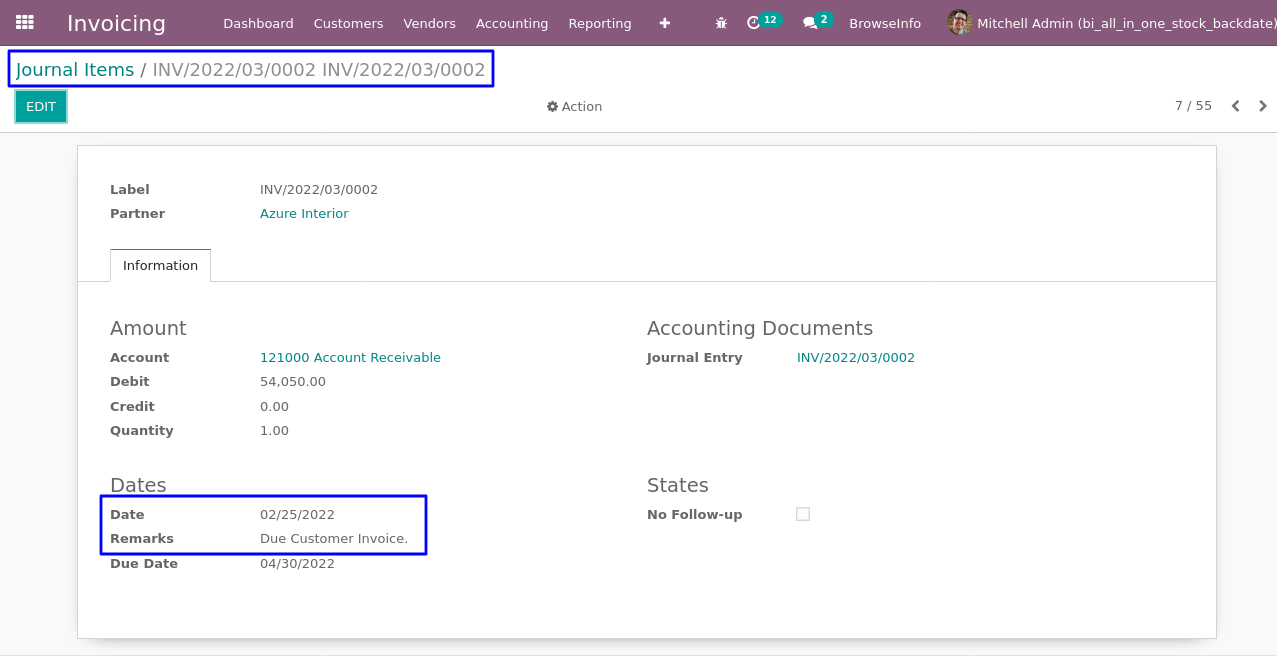 Invoicing Dashboard Customers Vendors Accounting Reporting 12 2 BrowseInfo Mitchell Admin (bi_all_in_one_stock_backdate)
Journal Items / INV/2022/03/0002 INV/2022/03/0002
EDIT Action 7 / 55
Label INV/2022/03/0002
Partner Azure Interior
Information
Amount Accounting Documents
Account 121000 Account Receivable Journal Entry INV/2022/03/0002
Debit 54,050.00
Credit 0.00
Quantity 1.00
Dates States
Date 02/25/2022 No Follow-up
Remarks Due Customer Invoice.
Due Date 04/30/2022